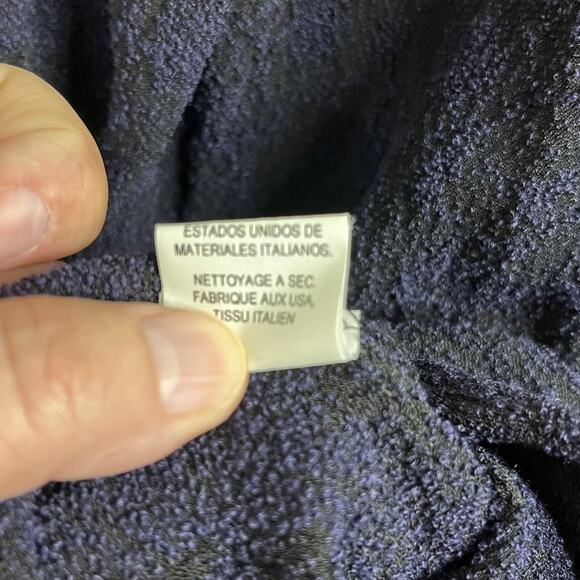 ESTADOS UNIDOS DE
MATERIALES ITALIANOS.
NETTOYAGE A SEC.
FABRIQUE AUX USA,
TISSU ITALIEN